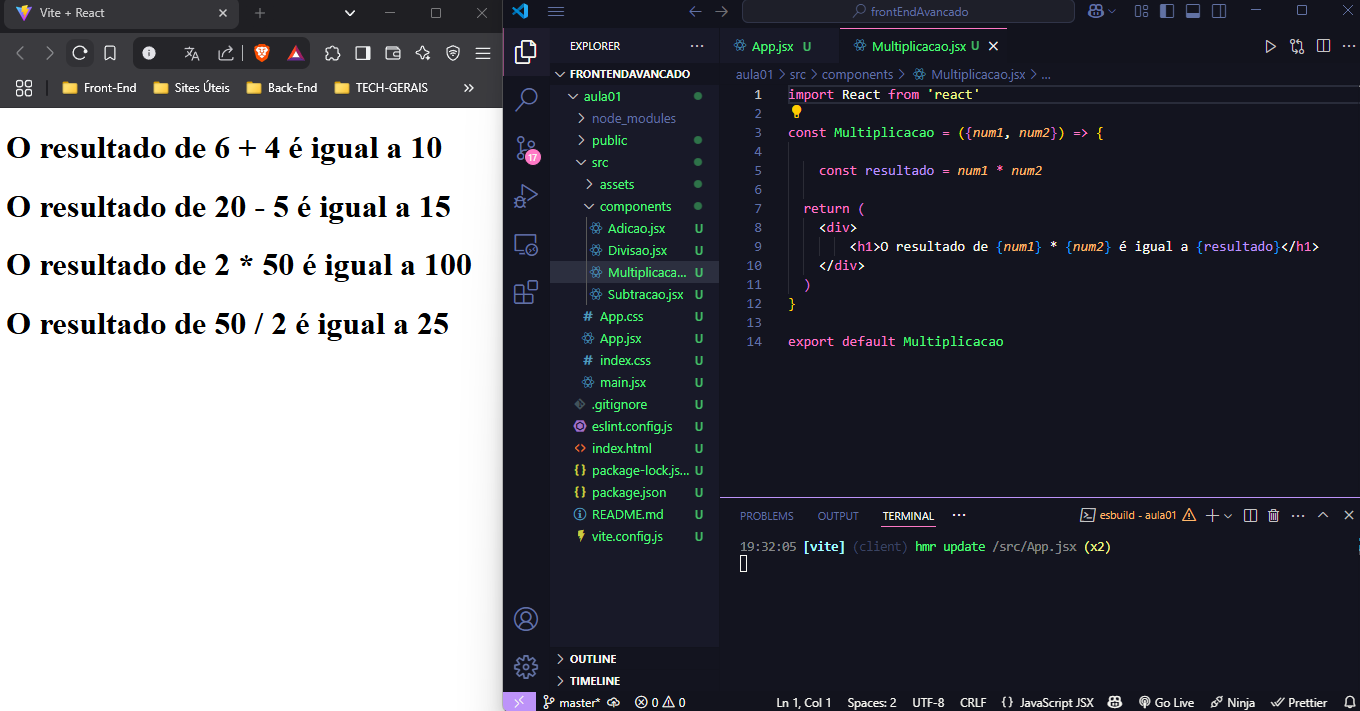 Vite + React
Front-End
Sites Úteis
Back-End
TECH-GERAIS
O resultado de 6 + 4 é igual a 10
O resultado de 20 - 5 é igual a 15
O resultado de 2 * 50 é igual a 100
O resultado de 50 / 2 é igual a 25
frontEndAvancado
EXPLORER
FRONTENDAVANCADO
aula01
node_modules
public
src
assets
components
Adicao.jsx U
Divisao.jsx U
Multiplicaca... U
Subtracao.jsx U
# App.css U
App.jsx U
# index.css U
main.jsx U
.gitignore U
eslint.config.js U
<> index.html U
{} package-lock.js... U
{} package.json U
README.md U
vite.config.js U
OUTLINE
TIMELINE
17
App.jsx U
Multiplicacao.jsx U
aula01 > src > components > Multiplicacao.jsx > ...
1 import React from 'react'
2
3 const Multiplicacao = ({num1, num2}) => {
4
5 const resultado = num1 * num2
6
7 return (
8 <div>
9 <h1>O resultado de {num1} * {num2} é igual a {resultado}</h1>
10 </div>
11 )
12 }
13
14 export default Multiplicacao
PROBLEMS OUTPUT TERMINAL ...
esbuild - aula01
19:32:05 [vite] (client) hmr update /src/App.jsx (x2)
master* 0 0 Ln 1, Col 1 Spaces: 2 UTF-8 CRLF {} JavaScript JSX Go Live Ninja Prettier